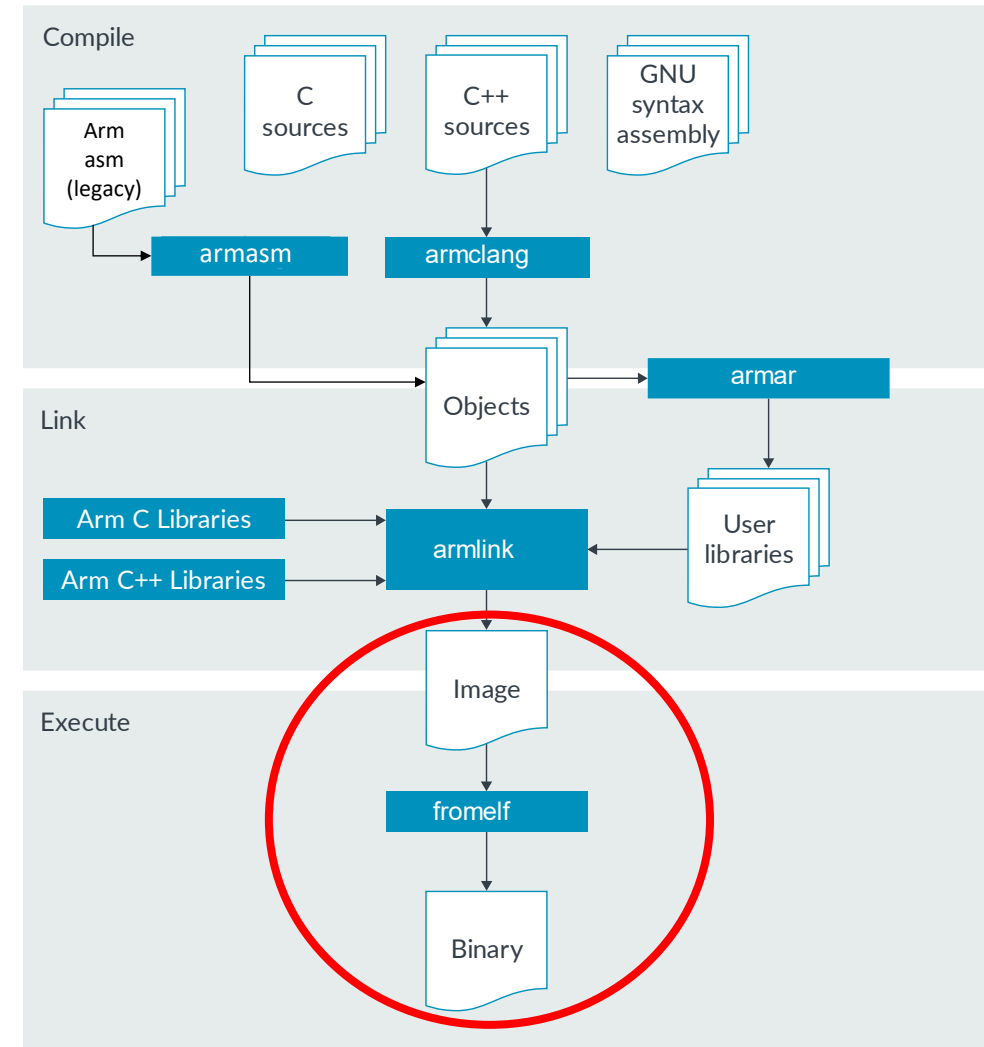 Compile
C
sources
C++
sources
GNU
syntax
assembly
Arm
asm
(legacy)
armasm
armclang
armar
Objects
Link
Arm C Libraries
Arm C++ Libraries
armlink
User
libraries
Image
Execute
fromelf
Binary